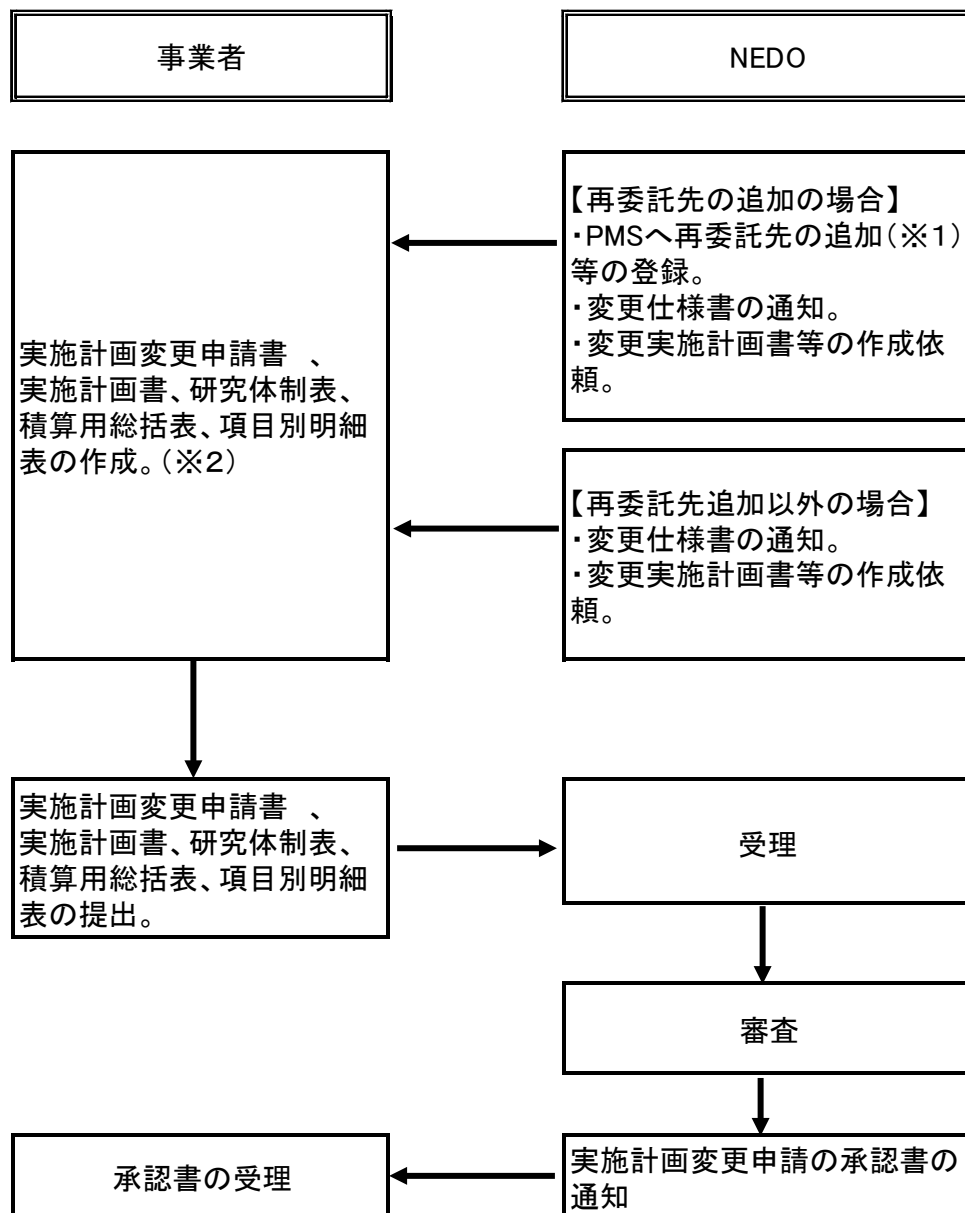 事業者
NEDO
【再委託先の追加の場合】
・PMSへ再委託先の追加(※1)
等の登録。
・変更仕様書の通知。
・変更実施計画書等の作成依
頼。
実施計画変更申請書　、
実施計画書、研究体制表、
積算用総括表、項目別明細
表の作成。(※2)
【再委託先追加以外の場合】
・変更仕様書の通知。
・変更実施計画書等の作成依
頼。
実施計画変更申請書　、
実施計画書、研究体制表、
積算用総括表、項目別明細
表の提出。
受理
審査
実施計画変更申請の承認書の
通知
承認書の受理